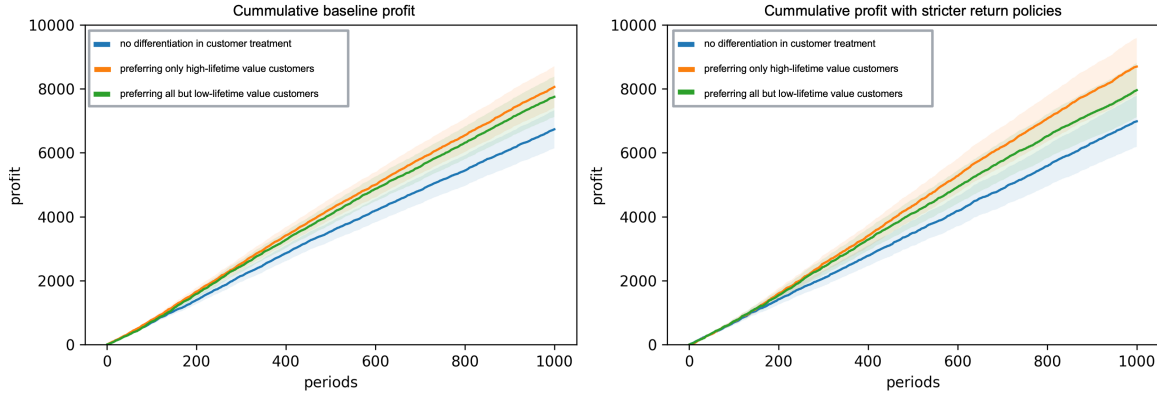 Cummulative baseline profit
10000
8000
6000
4000
2000
0
profit
no differentiation in customer treatment
preferring only high-lifetime value customers
preferring all but low-lifetime value customers
0 200 400 600 800 1000
periods
Cummulative profit with stricter return policies
10000
8000
6000
4000
2000
0
profit
no differentiation in customer treatment
preferring only high-lifetime value customers
preferring all but low-lifetime value customers
0 200 400 600 800 1000
periods